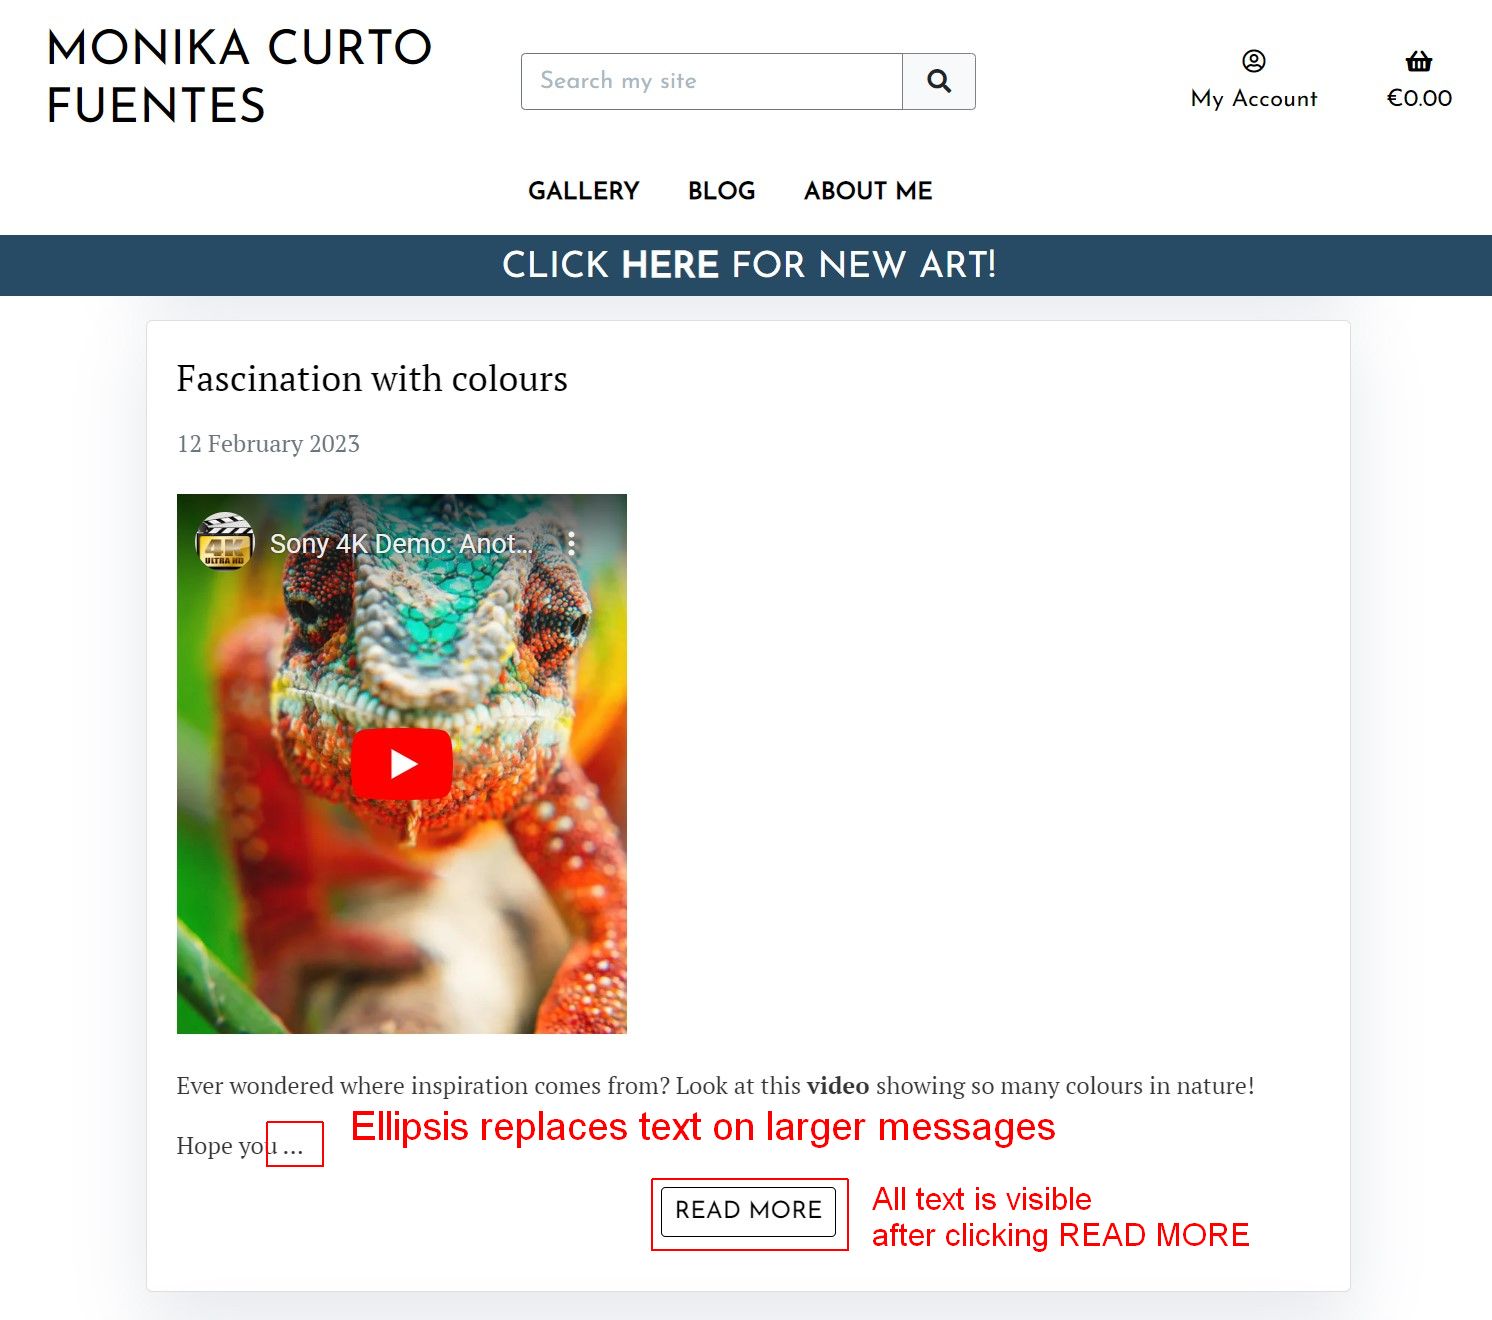 MONIKA CURTO
FUENTES
Search my site
My Account
€0.00
GALLERY BLOG ABOUT ME
CLICK HERE FOR NEW ART!
Fascination with colours
12 February 2023
4K
ULTRA HD
Sony 4K Demo: Anot...
Ever wondered where inspiration comes from? Look at this video showing so many colours in nature!
Ellipsis replaces text on larger messages
Hope you ...
READ MORE
All text is visible
after clicking READ MORE